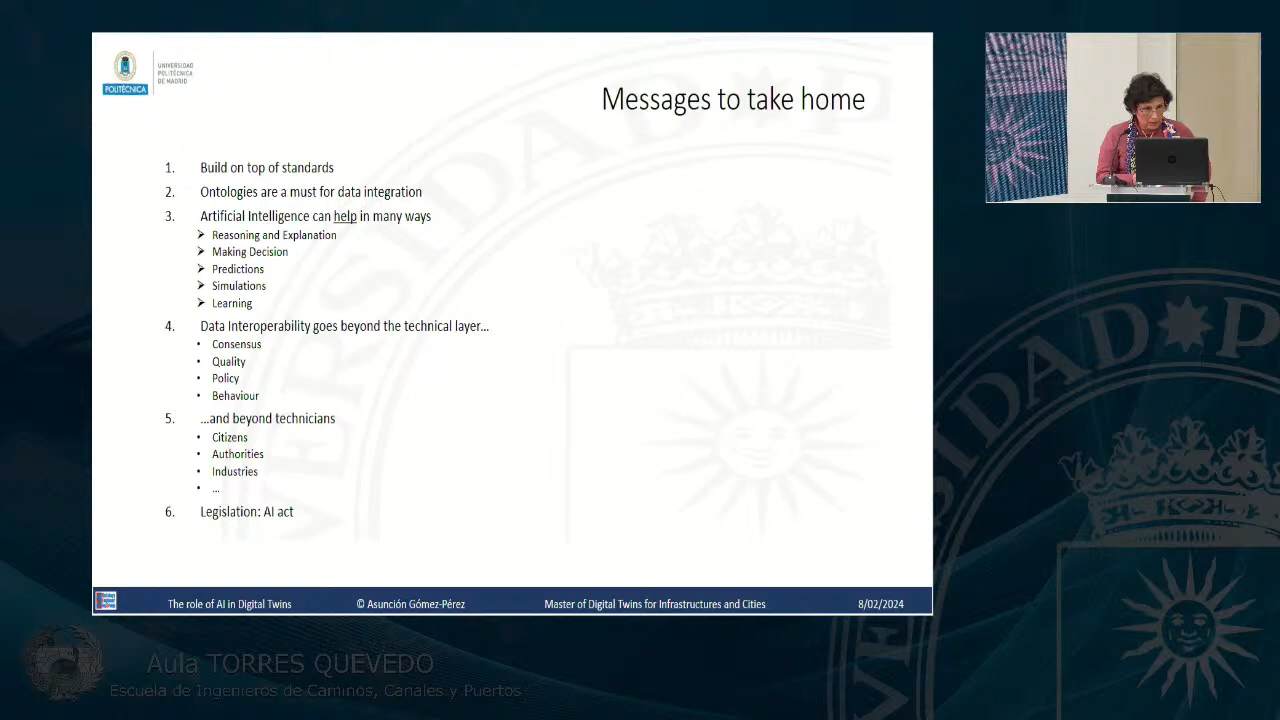 POLITÉCNICA
UNIVERSIDAD
POLITÉCNICA
DE MADRID
Messages to take home
1. Build on top of standards
2. Ontologies are a must for data integration
3. Artificial Intelligence can help in many ways
➢ Reasoning and Explanation
➢ Making Decision
➢ Predictions
➢ Simulations
➢ Learning
4. Data Interoperability goes beyond the technical layer...
• Consensus
• Quality
• Policy
• Behaviour
5. ...and beyond technicians
• Citizens
• Authorities
• Industries
• ...
6. Legislation: AI act
The role of AI in Digital Twins
© Asunción Gómez-Pérez
Master of Digital Twins for Infrastructures and Cities
8/02/2024
Aula TORRES QUEVEDO
Escuela de Ingenieros de Caminos, Canales y Puertos